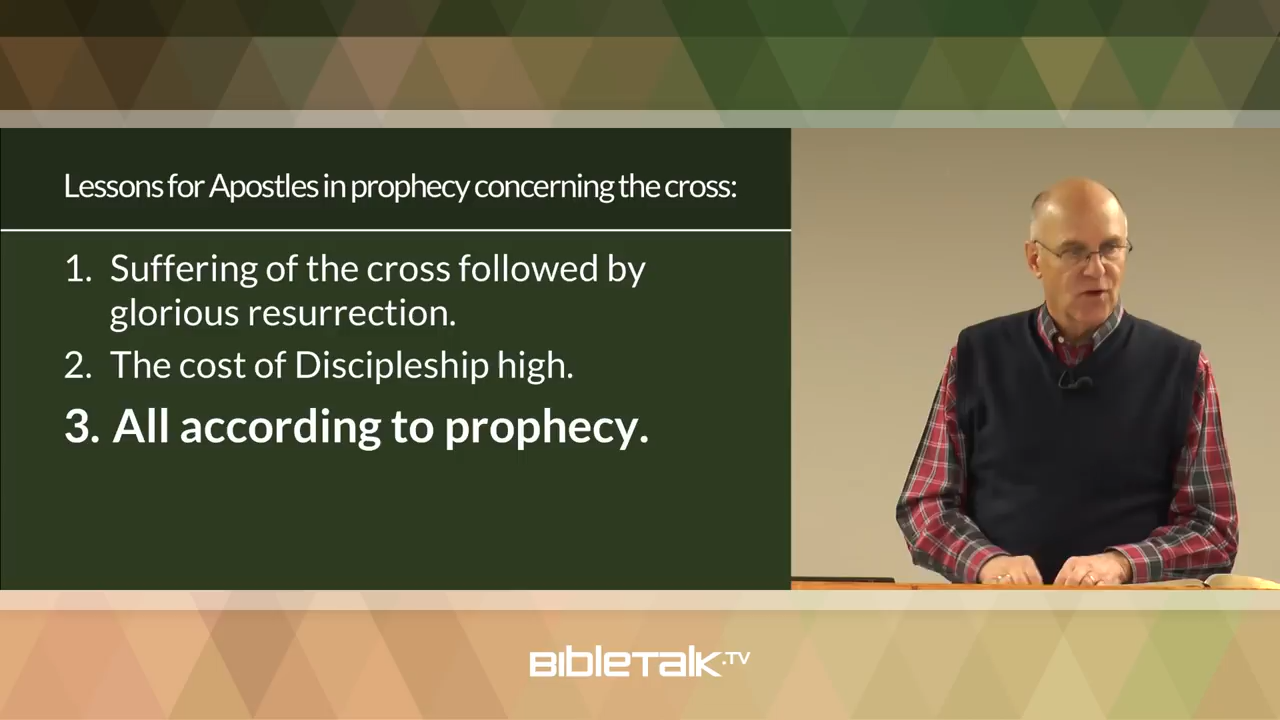 Lessons for Apostles in prophecy concerning the cross:
1. Suffering of the cross followed by
glorious resurrection.
2. The cost of Discipleship high.
3. All according to prophecy.
BibleTalk.TV